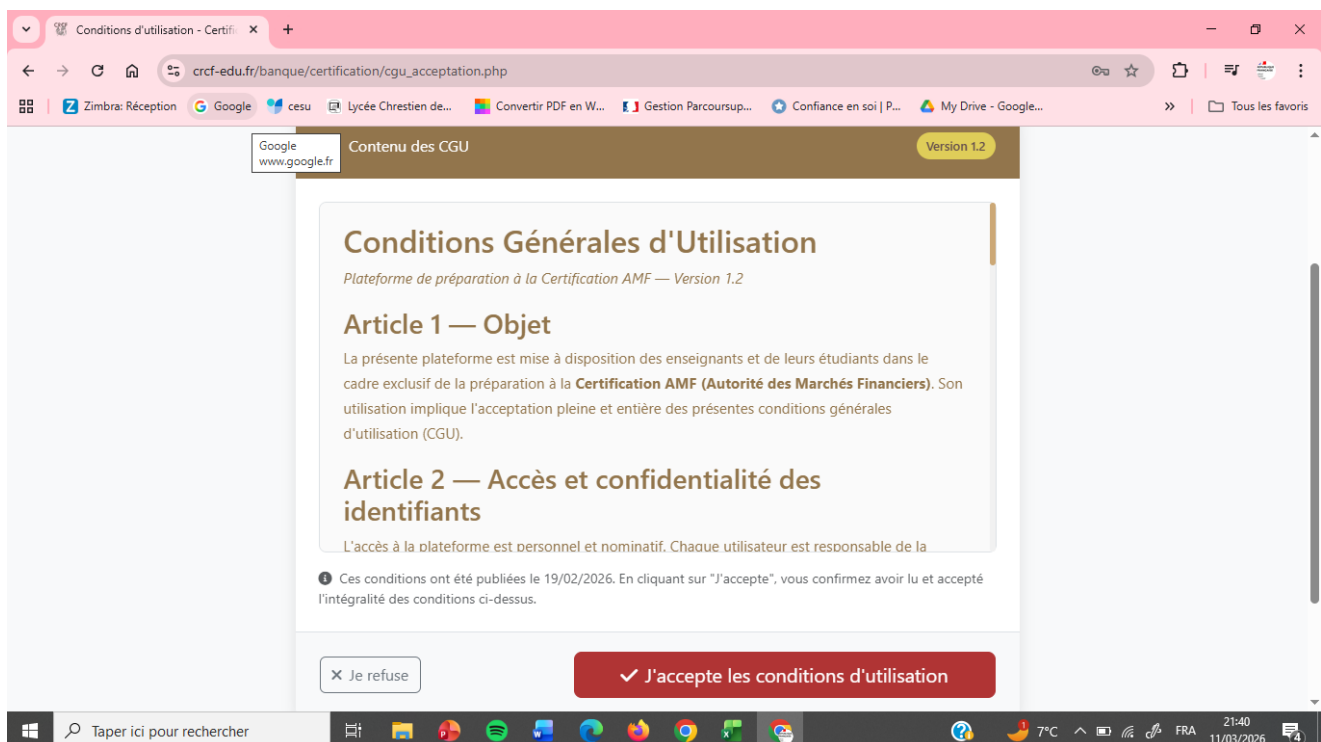 Conditions d'utilisation - Certifi
crcf-edu.fr/banque/certification/cgu_acceptation.php
Zimbra: Réception
Google
cesu
Lycée Chrestien de...
Convertir PDF en W...
Gestion Parcoursup...
Confiance en soi | P...
My Drive - Google...
»
Tous les favoris
Google
www.google.fr
Contenu des CGU
Version 1.2
Conditions Générales d'Utilisation
Plateforme de préparation à la Certification AMF — Version 1.2
Article 1 — Objet
La présente plateforme est mise à disposition des enseignants et de leurs étudiants dans le
cadre exclusif de la préparation à la Certification AMF (Autorité des Marchés Financiers). Son
utilisation implique l'acceptation pleine et entière des présentes conditions générales
d'utilisation (CGU).
Article 2 — Accès et confidentialité des
identifiants
L'accès à la plateforme est personnel et nominatif. Chaque utilisateur est responsable de la
Ces conditions ont été publiées le 19/02/2026. En cliquant sur "J'accepte", vous confirmez avoir lu et accepté
l'intégralité des conditions ci-dessus.
Je refuse
J'accepte les conditions d'utilisation
Taper ici pour rechercher
7°C
FRA
21:40
11/03/2026
4